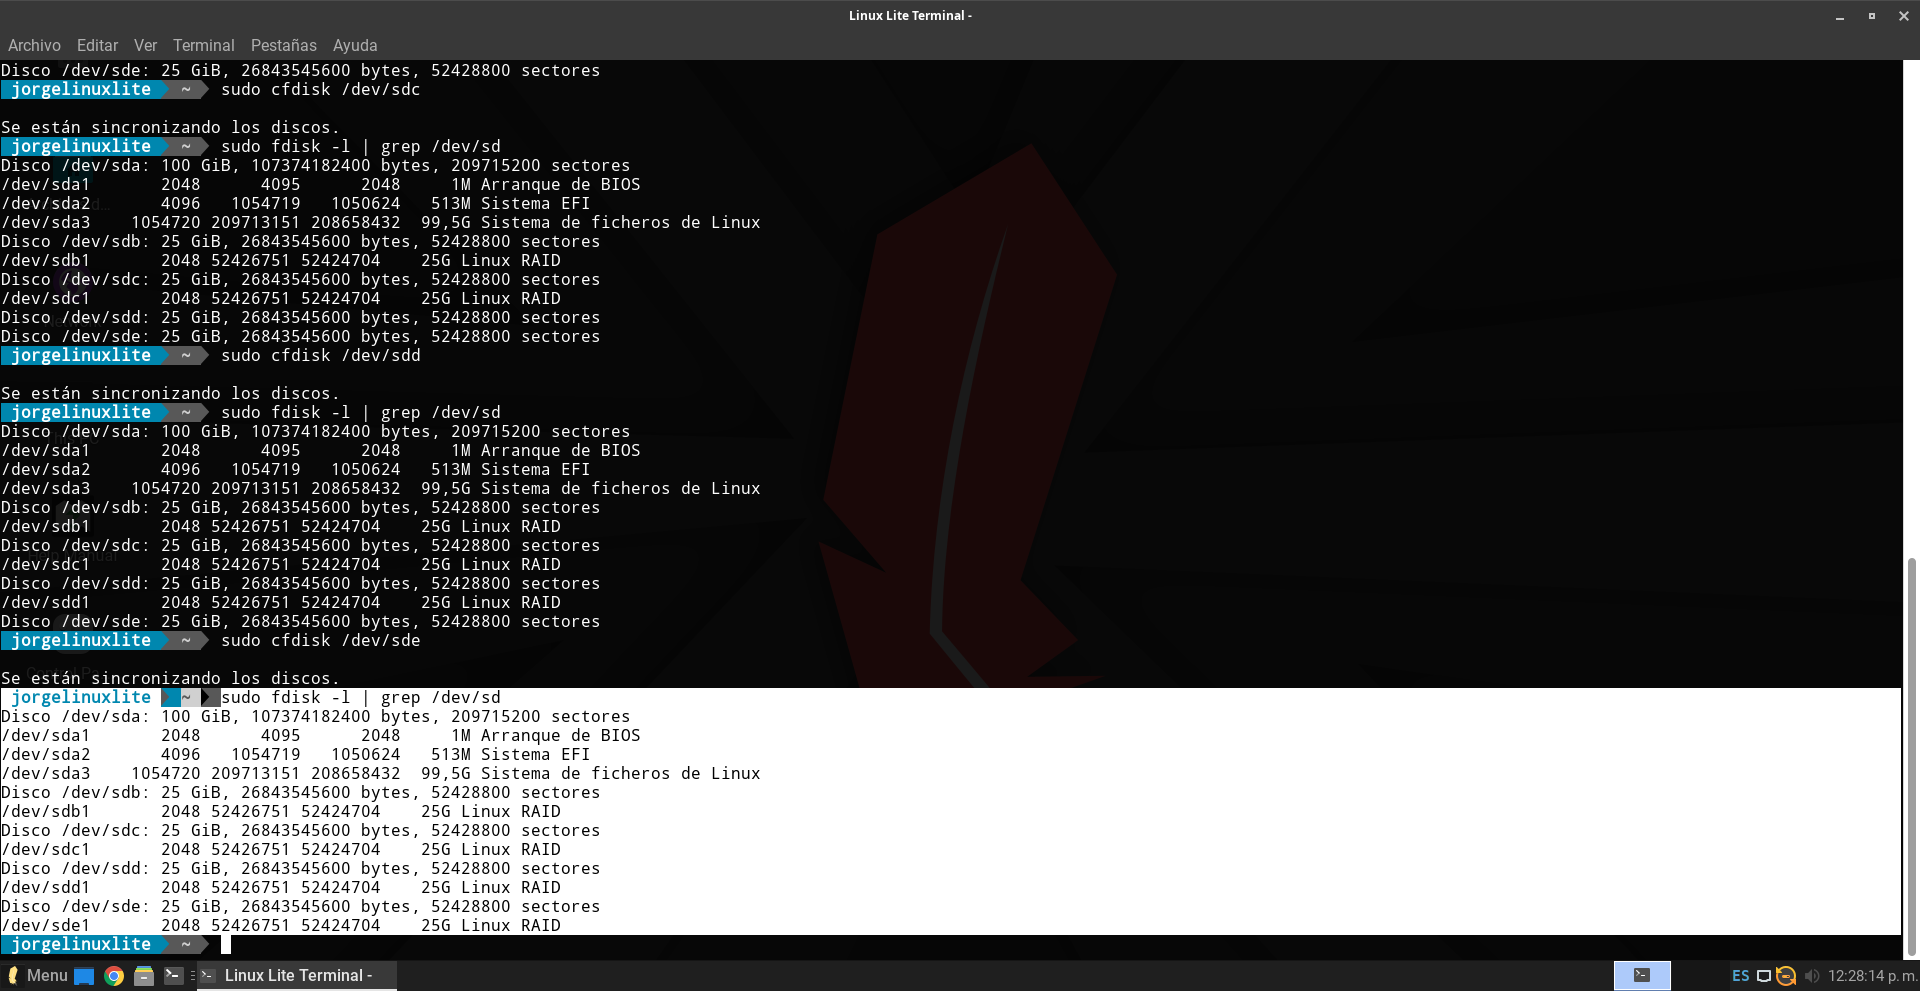 Linux Lite Terminal -
Archivo Editar Ver Terminal Pestañas Ayuda
Disco /dev/sde: 25 GiB, 26843545600 bytes, 52428800 sectores
jorgelinuxlite ~ sudo cfdisk /dev/sdc
Se están sincronizando los discos.
jorgelinuxlite ~ sudo fdisk -l | grep /dev/sd
Disco /dev/sda: 100 GiB, 107374182400 bytes, 209715200 sectores
/dev/sda1 2048 4095 2048 1M Arranque de BIOS
/dev/sda2 4096 1054719 1050624 513M Sistema EFI
/dev/sda3 1054720 209713151 208658432 99,5G Sistema de ficheros de Linux
Disco /dev/sdb: 25 GiB, 26843545600 bytes, 52428800 sectores
/dev/sdb1 2048 52426751 52424704 25G Linux RAID
Disco /dev/sdc: 25 GiB, 26843545600 bytes, 52428800 sectores
/dev/sdc1 2048 52426751 52424704 25G Linux RAID
Disco /dev/sdd: 25 GiB, 26843545600 bytes, 52428800 sectores
Disco /dev/sde: 25 GiB, 26843545600 bytes, 52428800 sectores
jorgelinuxlite ~ sudo cfdisk /dev/sdd
Se están sincronizando los discos.
jorgelinuxlite ~ sudo fdisk -l | grep /dev/sd
Disco /dev/sda: 100 GiB, 107374182400 bytes, 209715200 sectores
/dev/sda1 2048 4095 2048 1M Arranque de BIOS
/dev/sda2 4096 1054719 1050624 513M Sistema EFI
/dev/sda3 1054720 209713151 208658432 99,5G Sistema de ficheros de Linux
Disco /dev/sdb: 25 GiB, 26843545600 bytes, 52428800 sectores
/dev/sdb1 2048 52426751 52424704 25G Linux RAID
Disco /dev/sdc: 25 GiB, 26843545600 bytes, 52428800 sectores
/dev/sdc1 2048 52426751 52424704 25G Linux RAID
Disco /dev/sdd: 25 GiB, 26843545600 bytes, 52428800 sectores
/dev/sdd1 2048 52426751 52424704 25G Linux RAID
Disco /dev/sde: 25 GiB, 26843545600 bytes, 52428800 sectores
jorgelinuxlite ~ sudo cfdisk /dev/sde
Se están sincronizando los discos.
jorgelinuxlite ~ sudo fdisk -l | grep /dev/sd
Disco /dev/sda: 100 GiB, 107374182400 bytes, 209715200 sectores
/dev/sda1 2048 4095 2048 1M Arranque de BIOS
/dev/sda2 4096 1054719 1050624 513M Sistema EFI
/dev/sda3 1054720 209713151 208658432 99,5G Sistema de ficheros de Linux
Disco /dev/sdb: 25 GiB, 26843545600 bytes, 52428800 sectores
/dev/sdb1 2048 52426751 52424704 25G Linux RAID
Disco /dev/sdc: 25 GiB, 26843545600 bytes, 52428800 sectores
/dev/sdc1 2048 52426751 52424704 25G Linux RAID
Disco /dev/sdd: 25 GiB, 26843545600 bytes, 52428800 sectores
/dev/sdd1 2048 52426751 52424704 25G Linux RAID
Disco /dev/sde: 25 GiB, 26843545600 bytes, 52428800 sectores
/dev/sde1 2048 52426751 52424704 25G Linux RAID
jorgelinuxlite ~
Menu Linux Lite Terminal - ES 12:28:14 p. m.